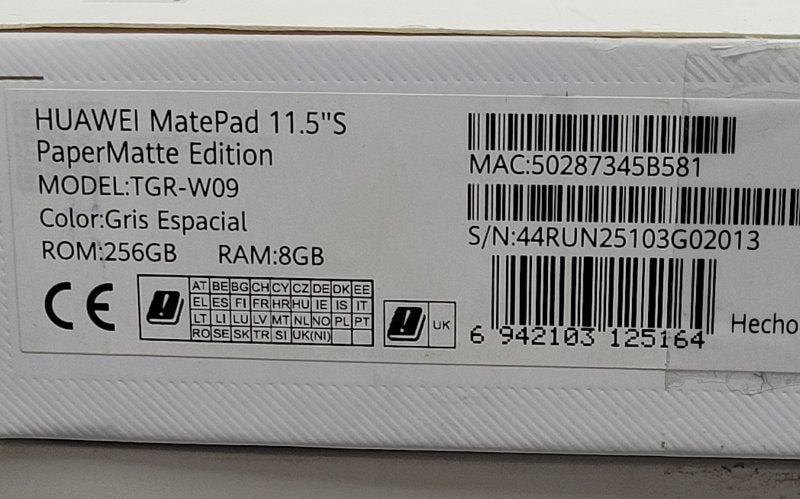 HUAWEI MatePad 11.5"S
PaperMatte Edition
MODEL:TGR-W09
Color:Gris Espacial
ROM:256GB RAM:8GB
CE
AT BE BG CH CY CZ DE DK EE
EL ES FI FR HR HU IE IS IT
LT LI LU LV MT NL NO PL PT
RO SE SK TR SI UK(NI)
UK
MAC:50287345B581
S/N:44RUN25103G02013
6 942103 125164
Hecho